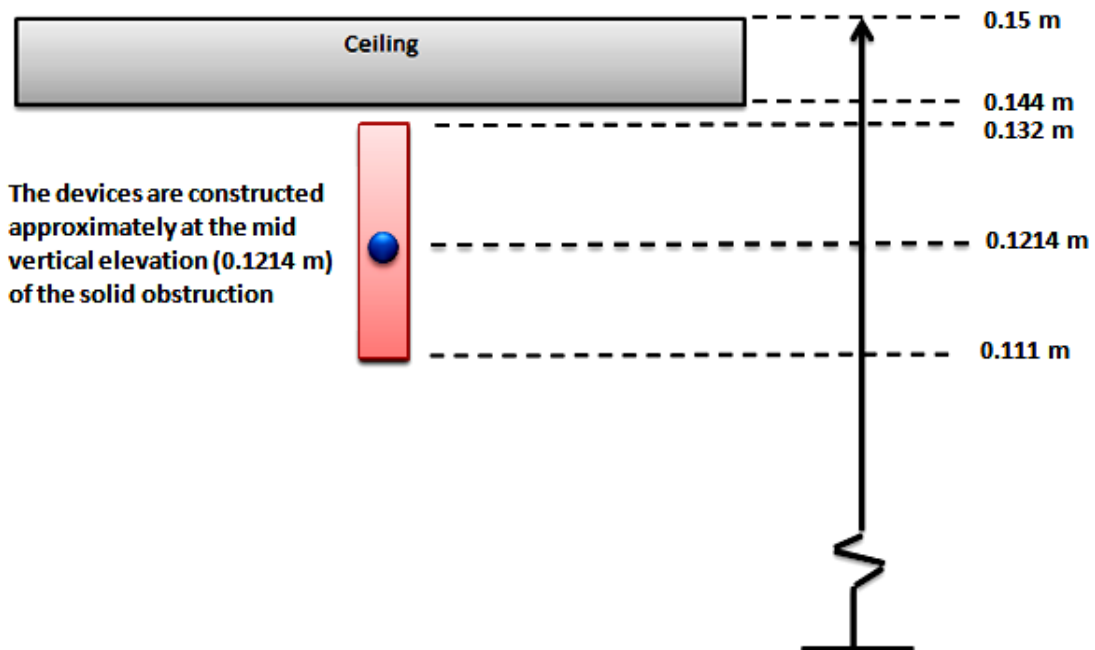 Ceiling
0.15 m
0.144 m
0.132 m
The devices are constructed
approximately at the mid
vertical elevation (0.1214 m)
of the solid obstruction
0.1214 m
0.111 m